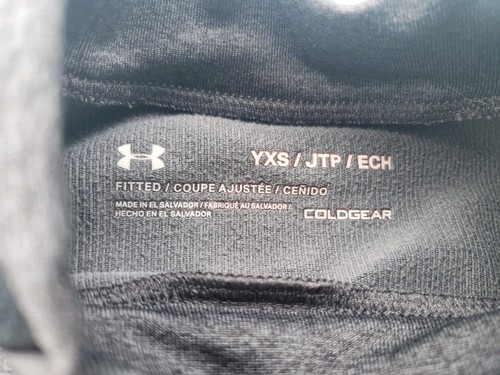 YXS / JTP / ECH
FITTED / COUPE AJUSTÉE / CEÑIDO
MADE IN EL SALVADOR / FABRIQUÉ AU SALVADOR /
HECHO EN EL SALVADOR
COLDGEAR